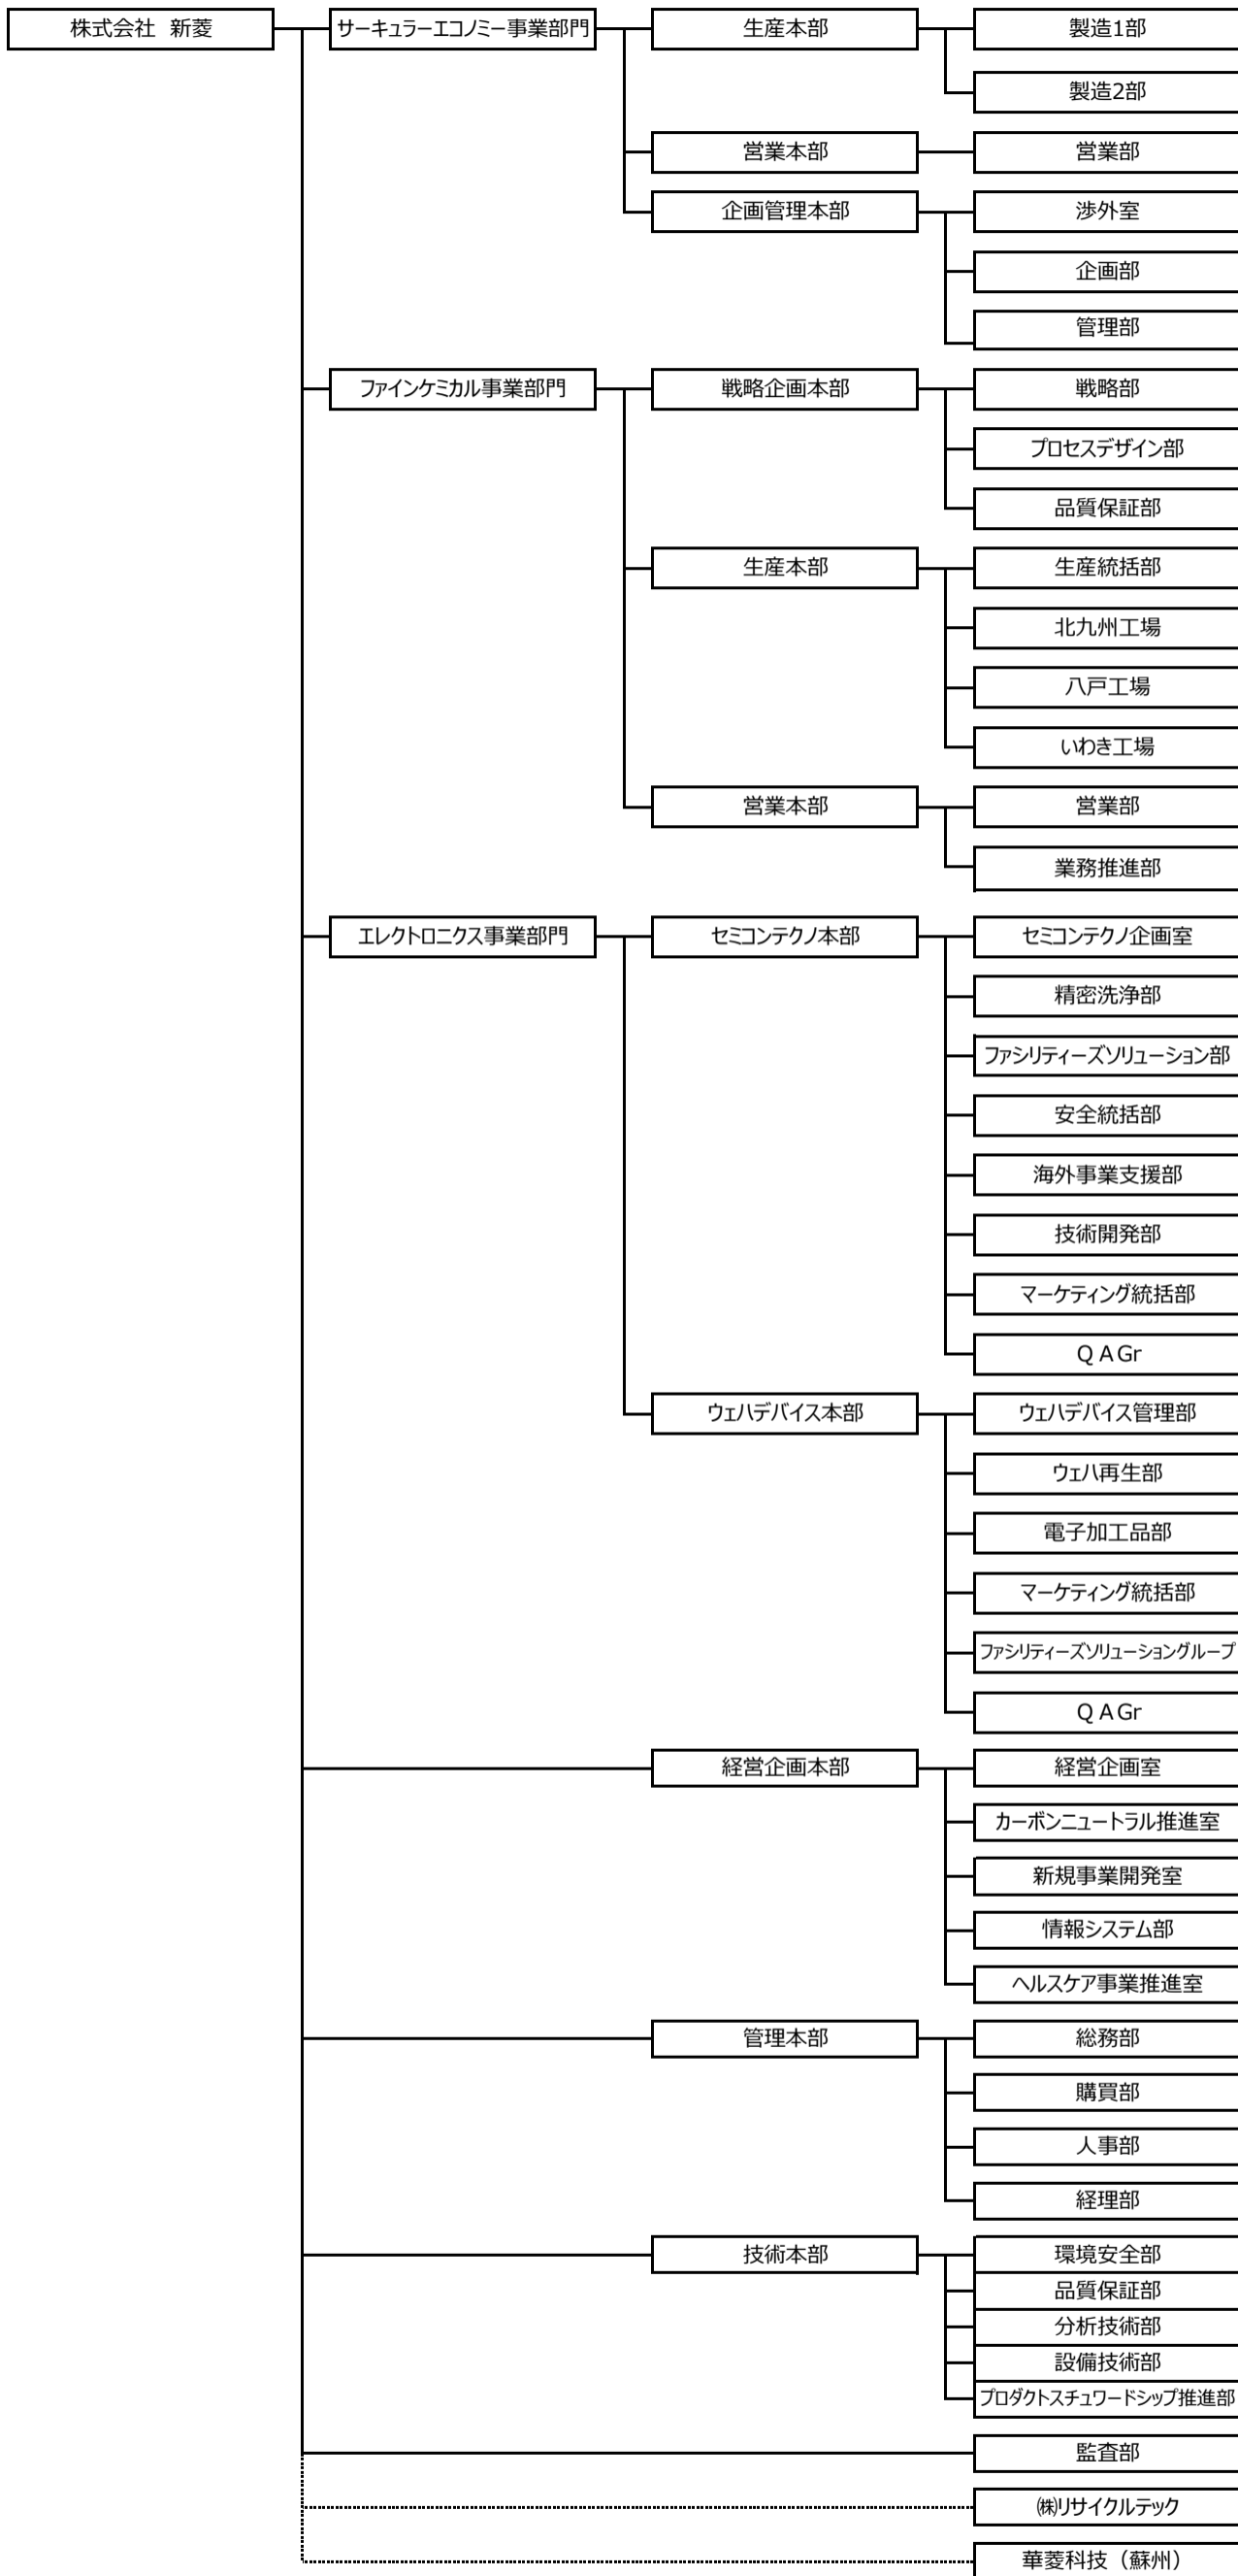 株式会社　新菱
サーキュラーエコノミー事業部門
生産本部
製造1部
製造2部
営業本部
営業部
企画管理本部
渉外室
企画部
管理部
ファインケミカル事業部門
戦略企画本部
戦略部
プロセスデザイン部
品質保証部
生産本部
生産統括部
北九州工場
八戸工場
いわき工場
営業本部
営業部
業務推進部
エレクトロニクス事業部門
セミコンテクノ本部
セミコンテクノ企画室
精密洗浄部
ファシリティーズソリューション部
安全統括部
海外事業支援部
技術開発部
マーケティング統括部
ＱＡGr
ウェハデバイス本部
ウェハデバイス管理部
ウェハ再生部
電子加工品部
マーケティング統括部
ファシリティーズソリューショングループ
ＱＡGr
経営企画本部
経営企画室
カーボンニュートラル推進室
新規事業開発室
情報システム部
ヘルスケア事業推進室
管理本部
総務部
購買部
人事部
経理部
技術本部
環境安全部
品質保証部
分析技術部
設備技術部
プロダクトスチュワードシップ推進部
監査部
㈱リサイクルテック
華菱科技（蘇州）